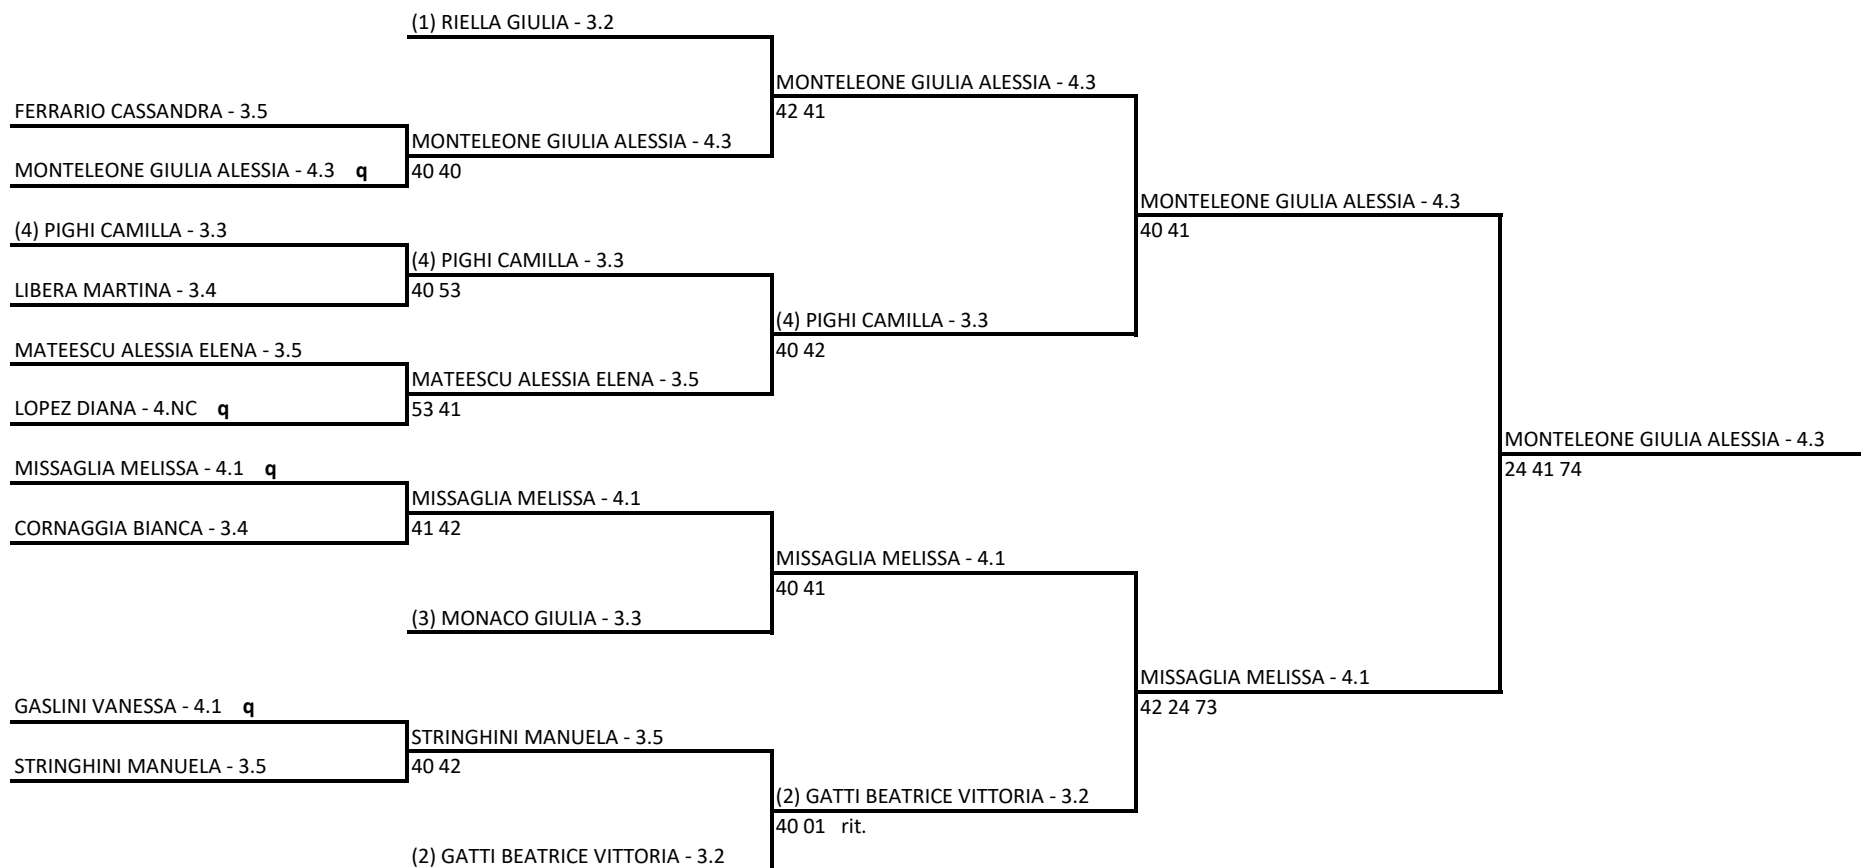 (1) RIELLA GIULIA - 3.2
MONTELEONE GIULIA ALESSIA - 4.3
FERRARIO CASSANDRA - 3.5
42 41
MONTELEONE GIULIA ALESSIA - 4.3
MONTELEONE GIULIA ALESSIA - 4.3 q
40 40
MONTELEONE GIULIA ALESSIA - 4.3
(4) PIGHI CAMILLA - 3.3
40 41
(4) PIGHI CAMILLA - 3.3
LIBERA MARTINA - 3.4
40 53
(4) PIGHI CAMILLA - 3.3
MATEESCU ALESSIA ELENA - 3.5
40 42
MATEESCU ALESSIA ELENA - 3.5
LOPEZ DIANA - 4.NC q
53 41
MONTELEONE GIULIA ALESSIA - 4.3
MISSAGLIA MELISSA - 4.1 q
24 41 74
MISSAGLIA MELISSA - 4.1
CORNAGGIA BIANCA - 3.4
41 42
MISSAGLIA MELISSA - 4.1
40 41
(3) MONACO GIULIA - 3.3
MISSAGLIA MELISSA - 4.1
GASLINI VANESSA - 4.1 q
42 24 73
STRINGHINI MANUELA - 3.5
STRINGHINI MANUELA - 3.5
40 42
(2) GATTI BEATRICE VITTORIA - 3.2
40 01 rit.
(2) GATTI BEATRICE VITTORIA - 3.2